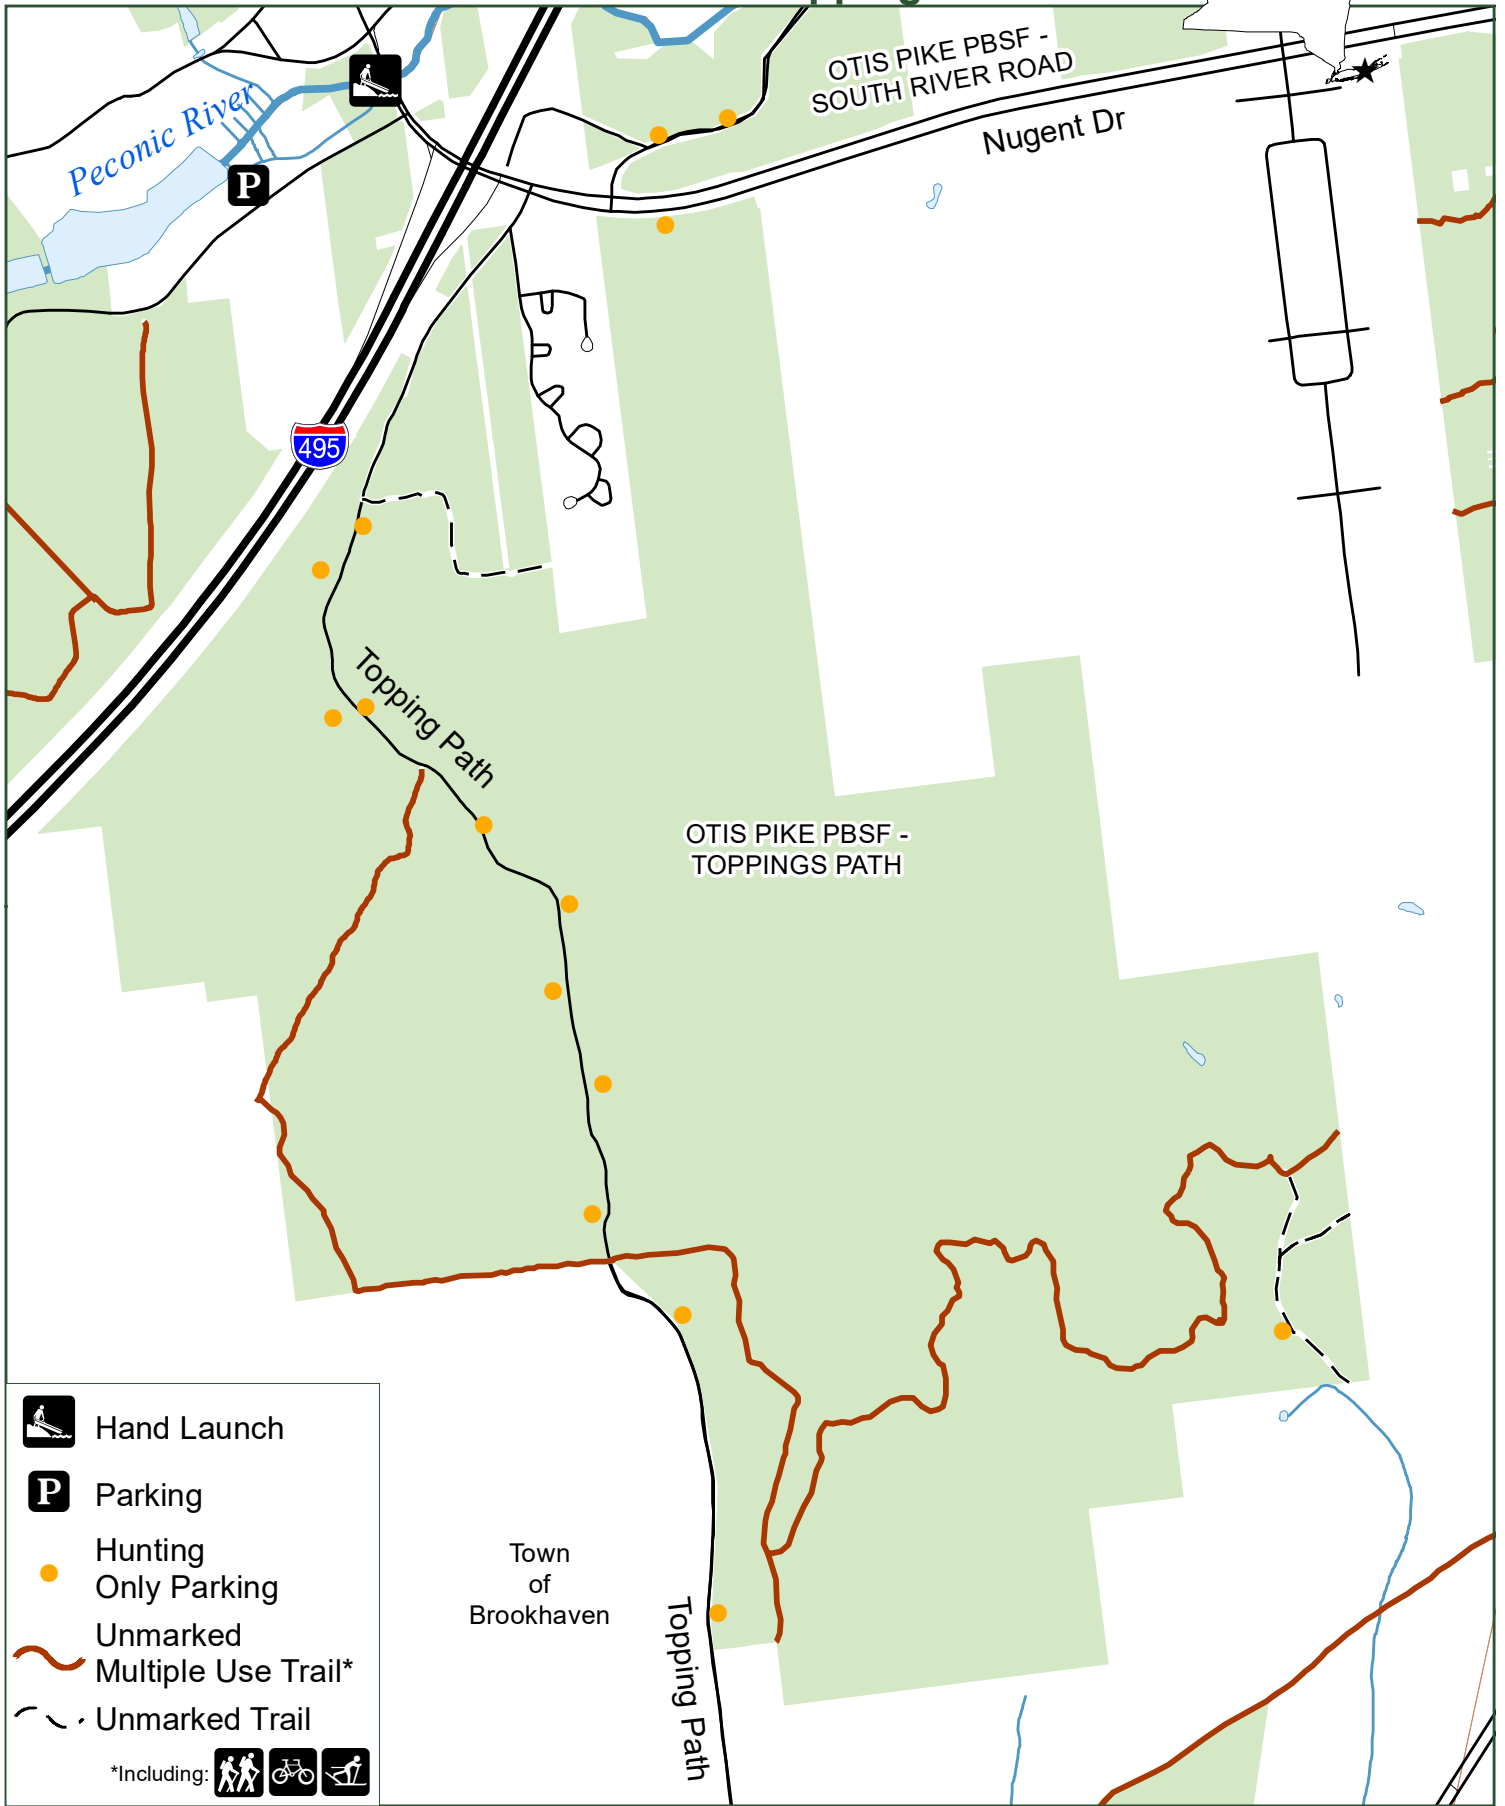 OTIS PIKE PBSF -
SOUTH RIVER ROAD
Nugent Dr
Peconic River
P
495
Topping Path
OTIS PIKE PBSF -
TOPPINGS PATH
Town
of
Brookhaven
Topping Path
Hand Launch
P
Parking
Hunting
Only Parking
Unmarked
Multiple Use Trail*
Unmarked Trail
*Including: